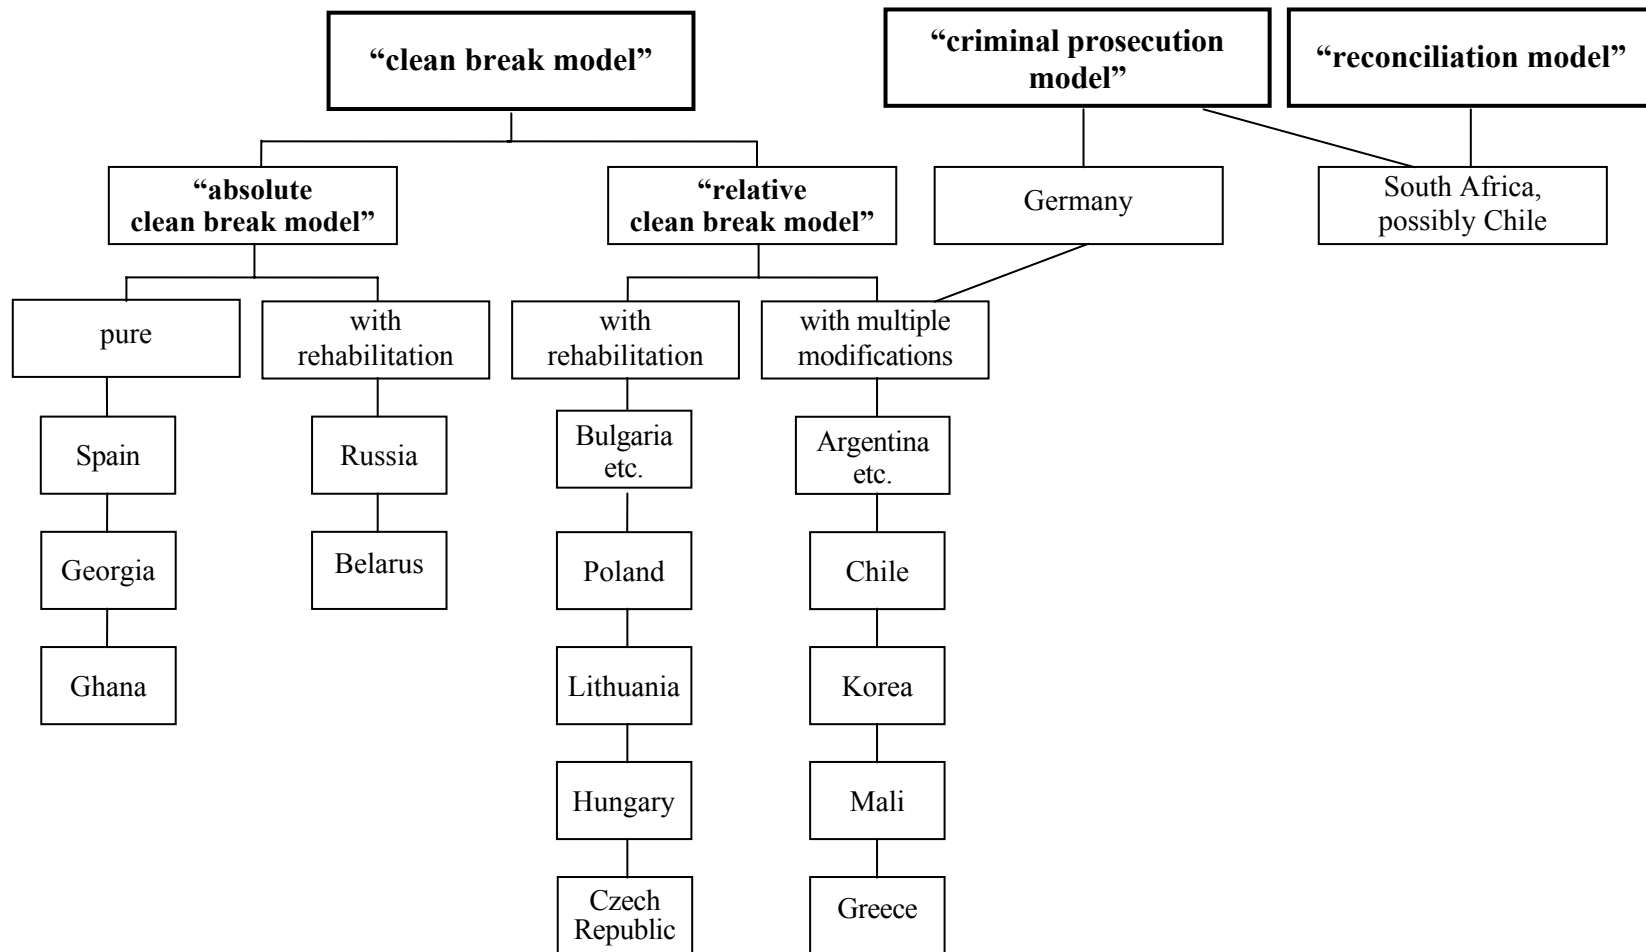 “clean break model”
“criminal prosecution
model”
“reconciliation model”
“absolute
clean break model”
“relative
clean break model”
Germany
South Africa,
possibly Chile
pure
with
rehabilitation
with
rehabilitation
with multiple
modifications
Spain
Russia
Bulgaria
etc.
Argentina
etc.
Georgia
Belarus
Poland
Chile
Ghana
Lithuania
Korea
Hungary
Mali
Czech
Republic
Greece